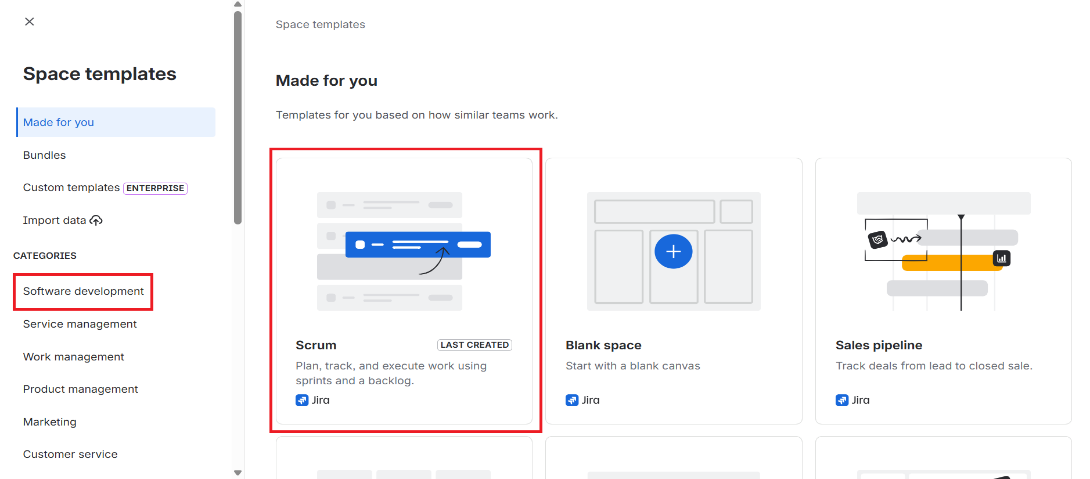 Space templates
Made for you
Bundles
Custom templates ENTERPRISE
Import data
CATEGORIES
Software development
Service management
Work management
Product management
Marketing
Customer service
Space templates
Made for you
Templates for you based on how similar teams work.
Scrum LAST CREATED
Plan, track, and execute work using
sprints and a backlog.
Jira
Blank space
Start with a blank canvas
Jira
Sales pipeline
Track deals from lead to closed sale.
Jira